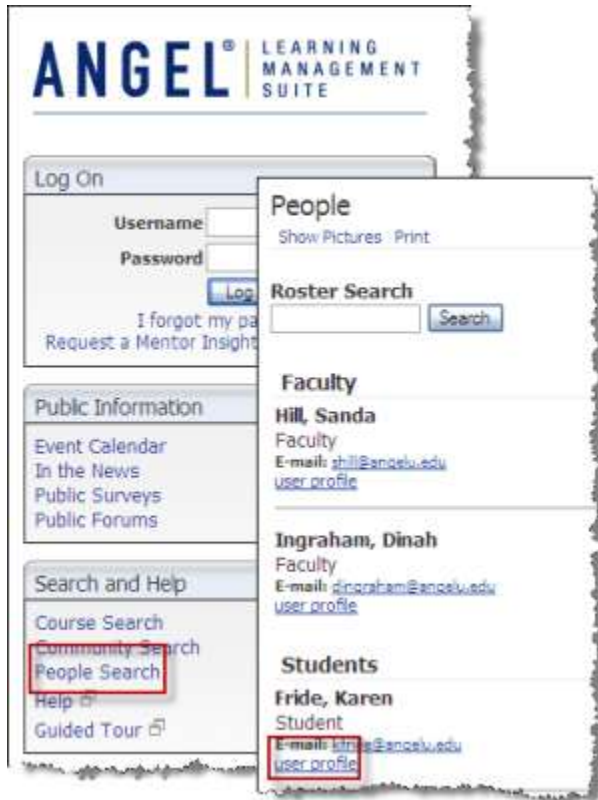 ANGEL® LEARNING
MANAGEMENT
SUITE
Log On
Username
Password
Log
I forgot my pa
Request a Mentor Insight
Public Information
Event Calendar
In the News
Public Surveys
Public Forums
Search and Help
Course Search
Community Search
People Search
Help
Guided Tour
People
Show Pictures Print
Roster Search
Search
Faculty
Hill, Sanda
Faculty
E-mail: shill@angelu.edu
user profile
Ingraham, Dinah
Faculty
E-mail: dingraham@angelu.edu
user profile
Students
Fride, Karen
Student
E-mail: kfride@angelu.edu
user profile